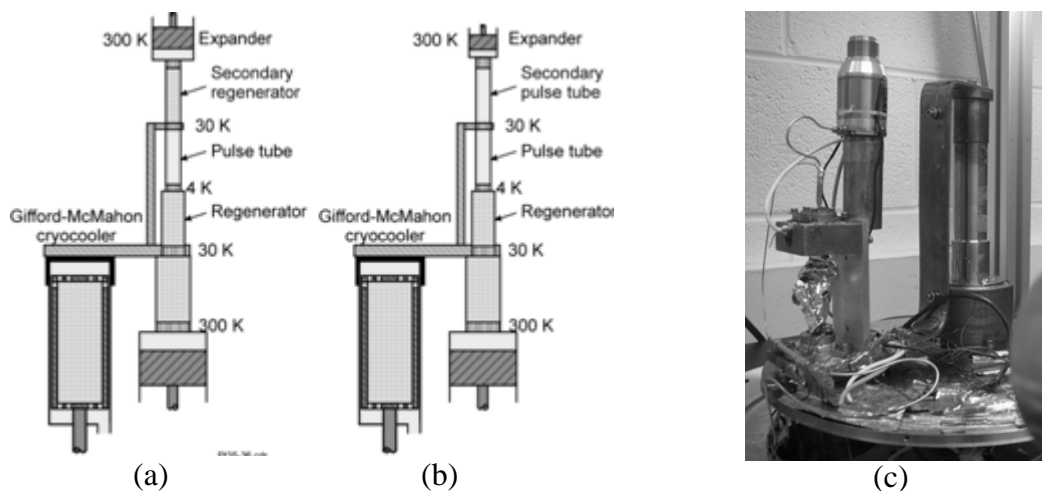 300 K
Expander
Secondary
regenerator
30 K
Pulse tube
4 K
Regenerator
Gifford-McMahon
cryocooler
30 K
300 K
(a)
300 K
Expander
Secondary
pulse tube
30 K
Pulse tube
4 K
Regenerator
Gifford-McMahon
cryocooler
30 K
300 K
(b)
(c)